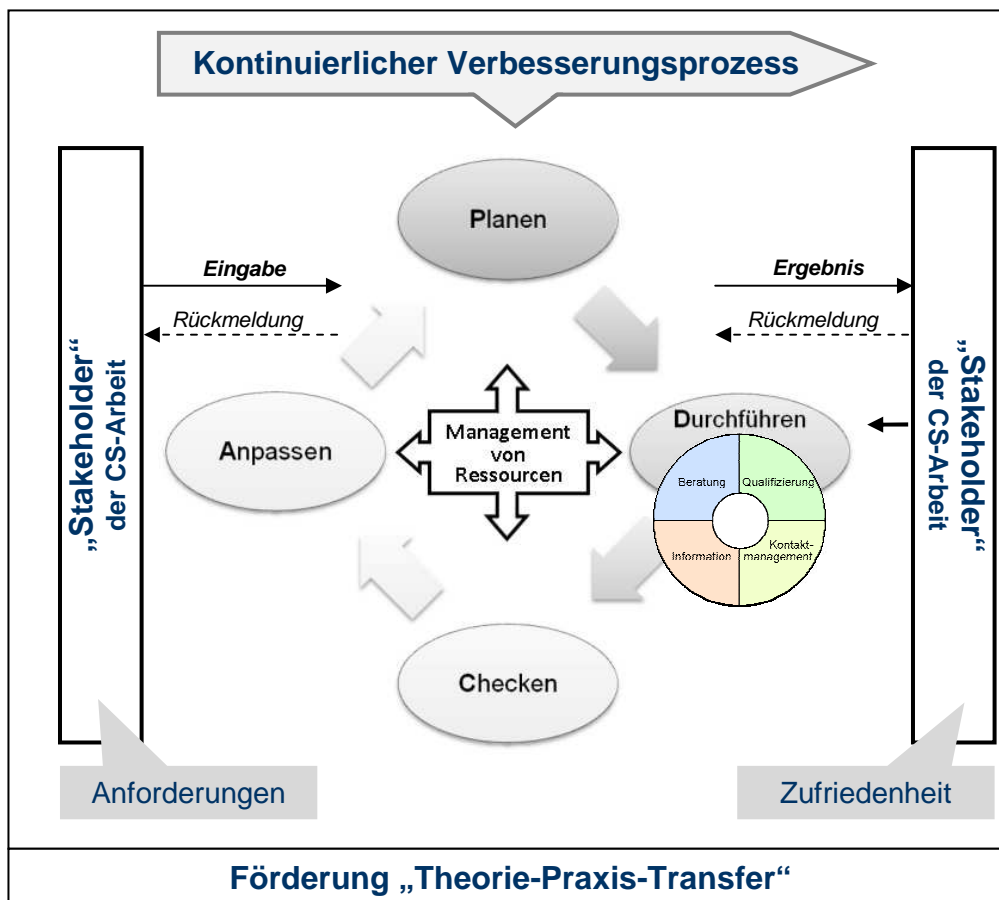 Kontinuierlicher Verbesserungsprozess
„Stakeholder“
der CS-Arbeit
Eingabe
Rückmeldung
Planen
Ergebnis
Rückmeldung
„Stakeholder“
der CS-Arbeit
Anpassen
Management
von
Ressourcen
Durchführen
Beratung
Qualifizierung
Information
Kontakt-
management
Checken
Anforderungen
Zufriedenheit
Förderung „Theorie-Praxis-Transfer“